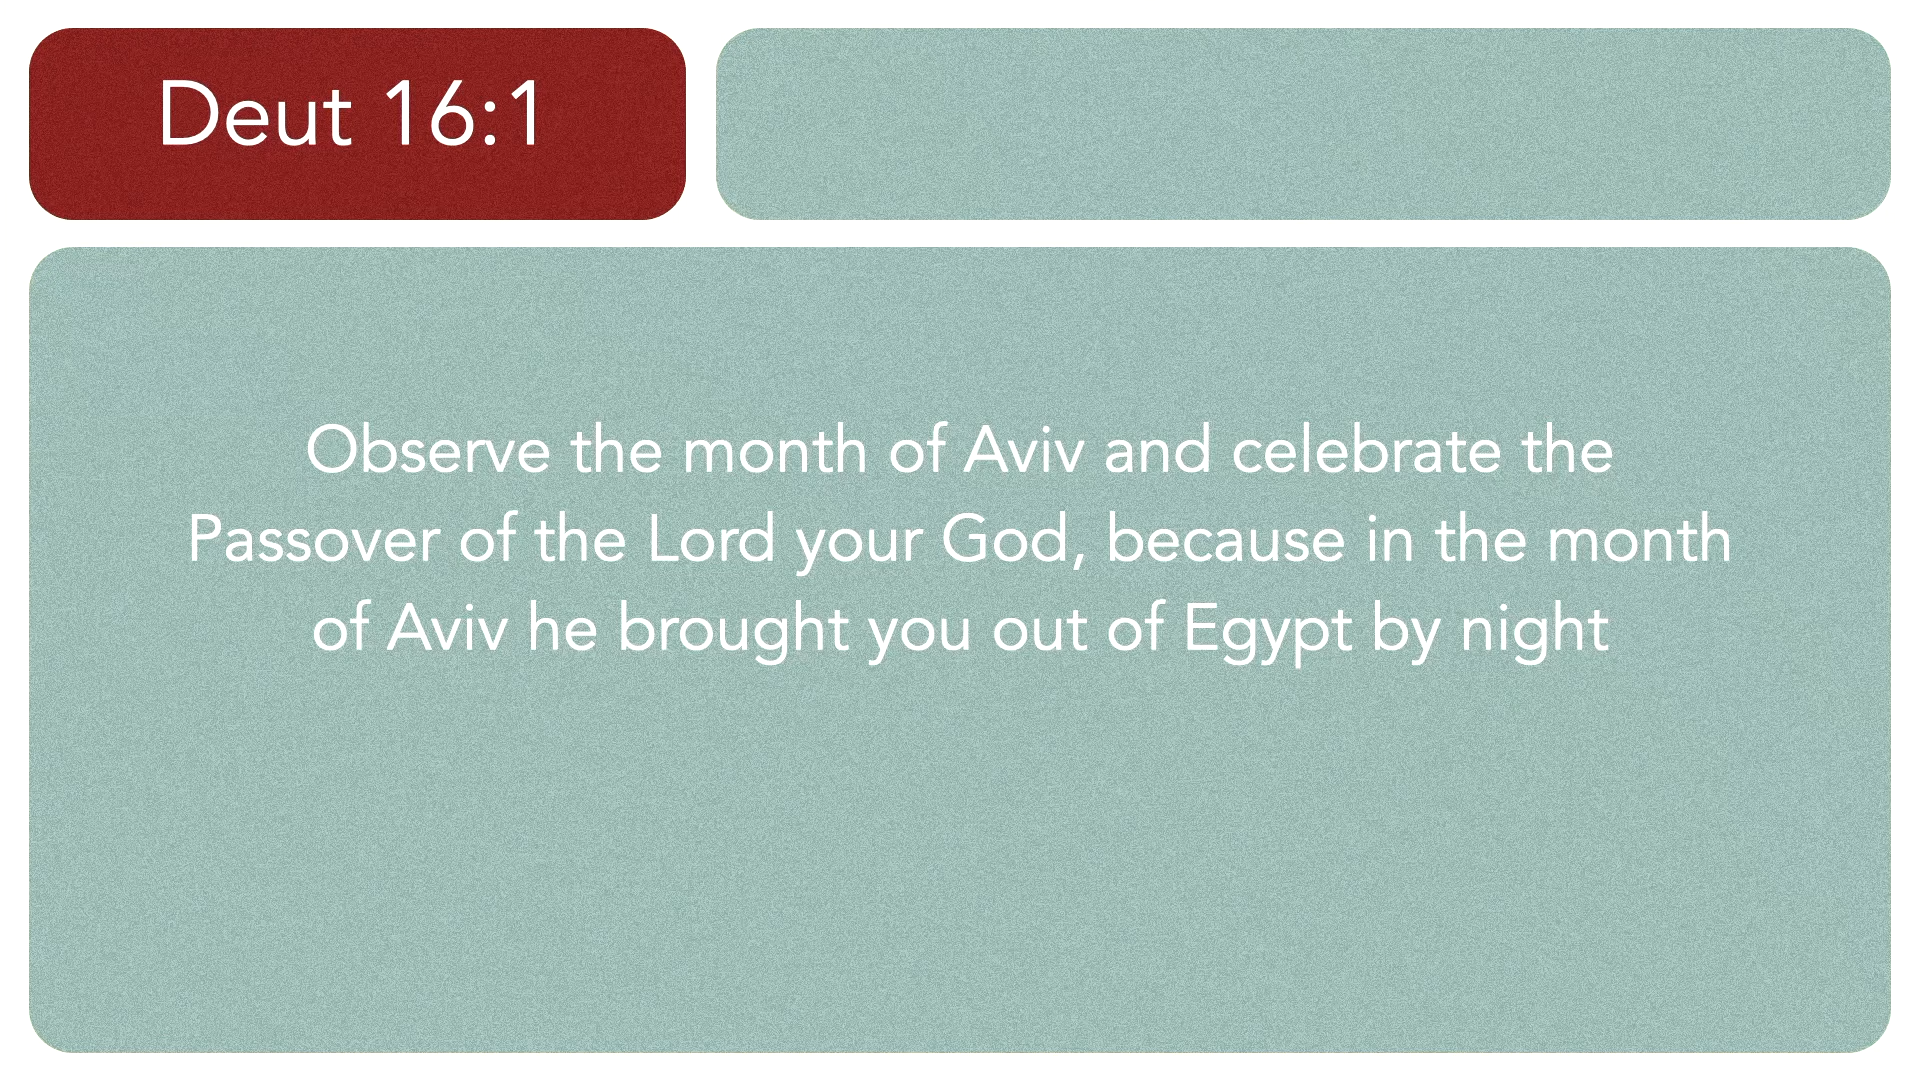 Deut 16:1
Observe the month of Aviv and celebrate the
Passover of the Lord your God, because in the month
of Aviv he brought you out of Egypt by night